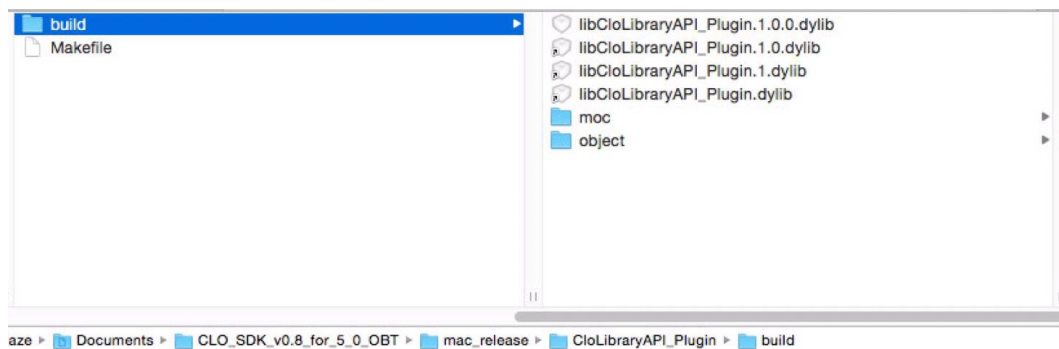 build
Makefile
libCloLibraryAPI_Plugin.1.0.0.dylib
libCloLibraryAPI_Plugin.1.0.dylib
libCloLibraryAPI_Plugin.1.dylib
libCloLibraryAPI_Plugin.dylib
moc
object
aze ▸ Documents ▸ CLO_SDK_v0.8_for_5_0_OBT ▸ mac_release ▸ CloLibraryAPI_Plugin ▸ build